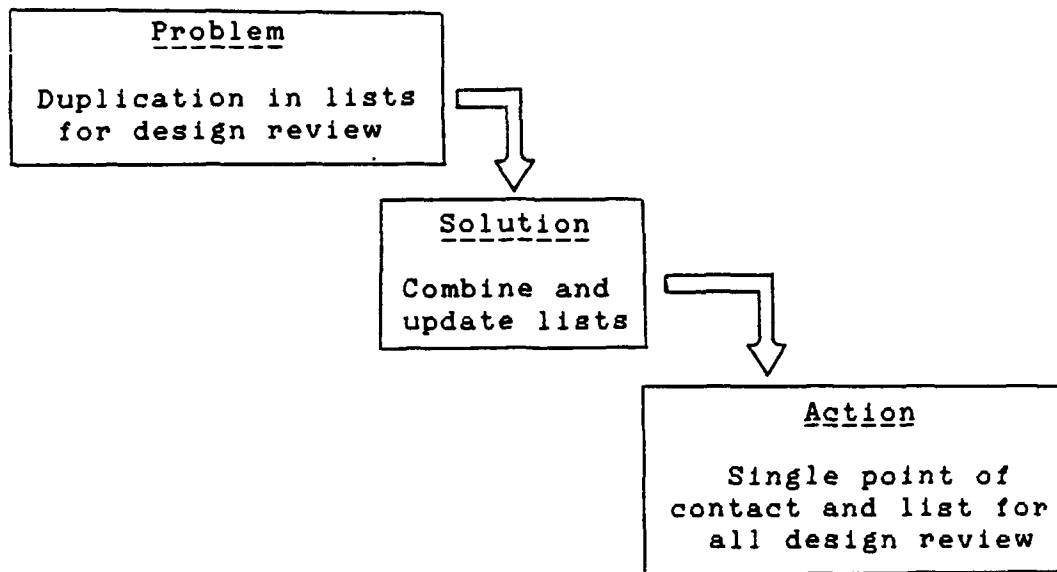 Problem
Duplication in lists
for design review
Solution
Combine and
update lists
Action
Single point of
contact and list for
all design review